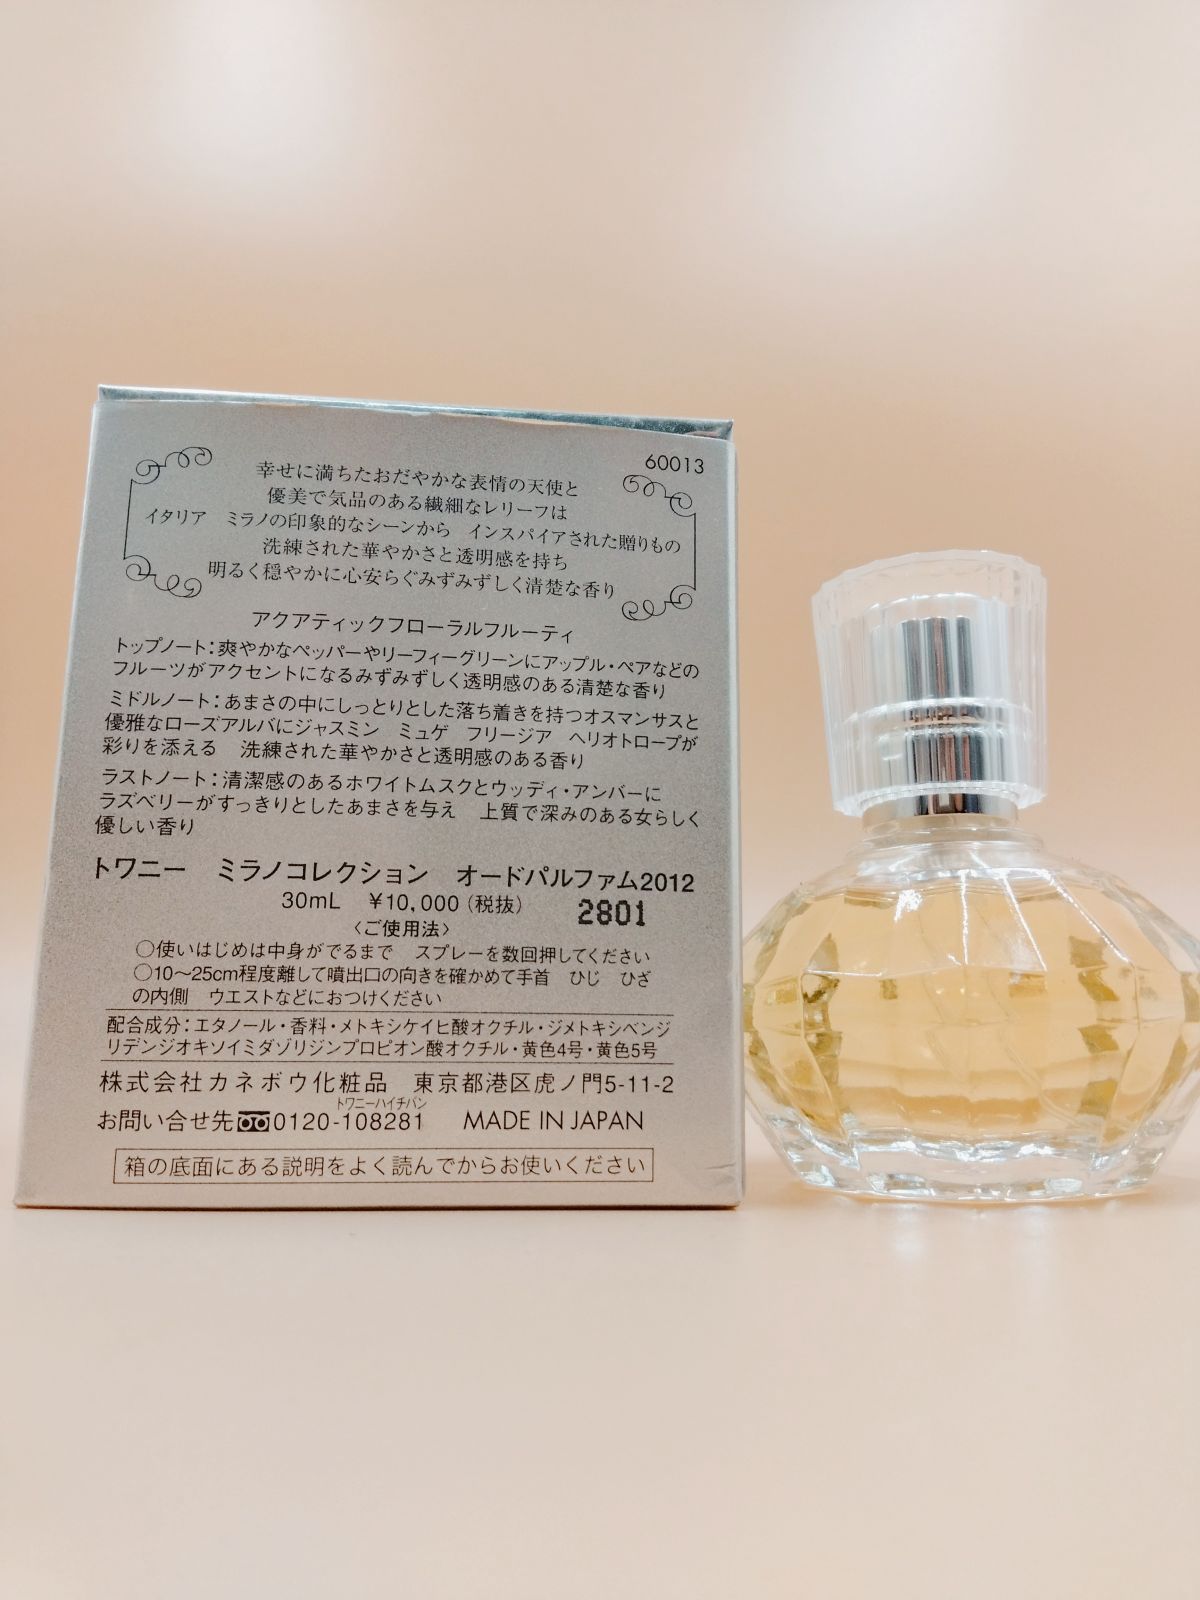 60013
幸せに満ちたおだやかな表情の天使と
優美で気品のある繊細なレリーフは
イタリア　ミラノの印象的なシーンから　インスパイアされた贈りもの
洗練された華やかさと透明感を持ち
明るく穏やかに心安らぐみずみずしく清楚な香り
アクアティックフローラルフルーティ
トップノート：爽やかなペッパーやリーフィーグリーンにアップル・ペアなどの
フルーツがアクセントになるみずみずしく透明感のある清楚な香り
ミドルノート：あまさの中にしっとりとした落ち着きを持つオスマンサスと
優雅なローズアルバにジャスミン　ミュゲ　フリージア　ヘリオトロープが
彩りを添える　洗練された華やかさと透明感のある香り
ラストノート：清潔感のあるホワイトムスクとウッディ・アンバーに
ラズベリーがすっきりとしたあまさを与え　上質で深みのある女らしく
優しい香り
トワニー　ミラノコレクション　オードパルファム2012
30mL　¥10,000（税抜）　2801
〈ご使用法〉
○使いはじめは中身がでるまで　スプレーを数回押してください
○10〜25cm程度離して噴出口の向きを確かめて手首　ひじ　ひざ
の内側　ウエストなどにおつけください
配合成分：エタノール・香料・メトキシケイヒ酸オクチル・ジメトキシベンジ
リデンジオキソイミダゾリジンプロピオン酸オクチル・黄色4号・黄色5号
株式会社カネボウ化粧品　東京都港区虎ノ門5-11-2
トワニーハイチバン
お問い合せ先 0120-108281　MADE IN JAPAN
箱の底面にある説明をよく読んでからお使いください